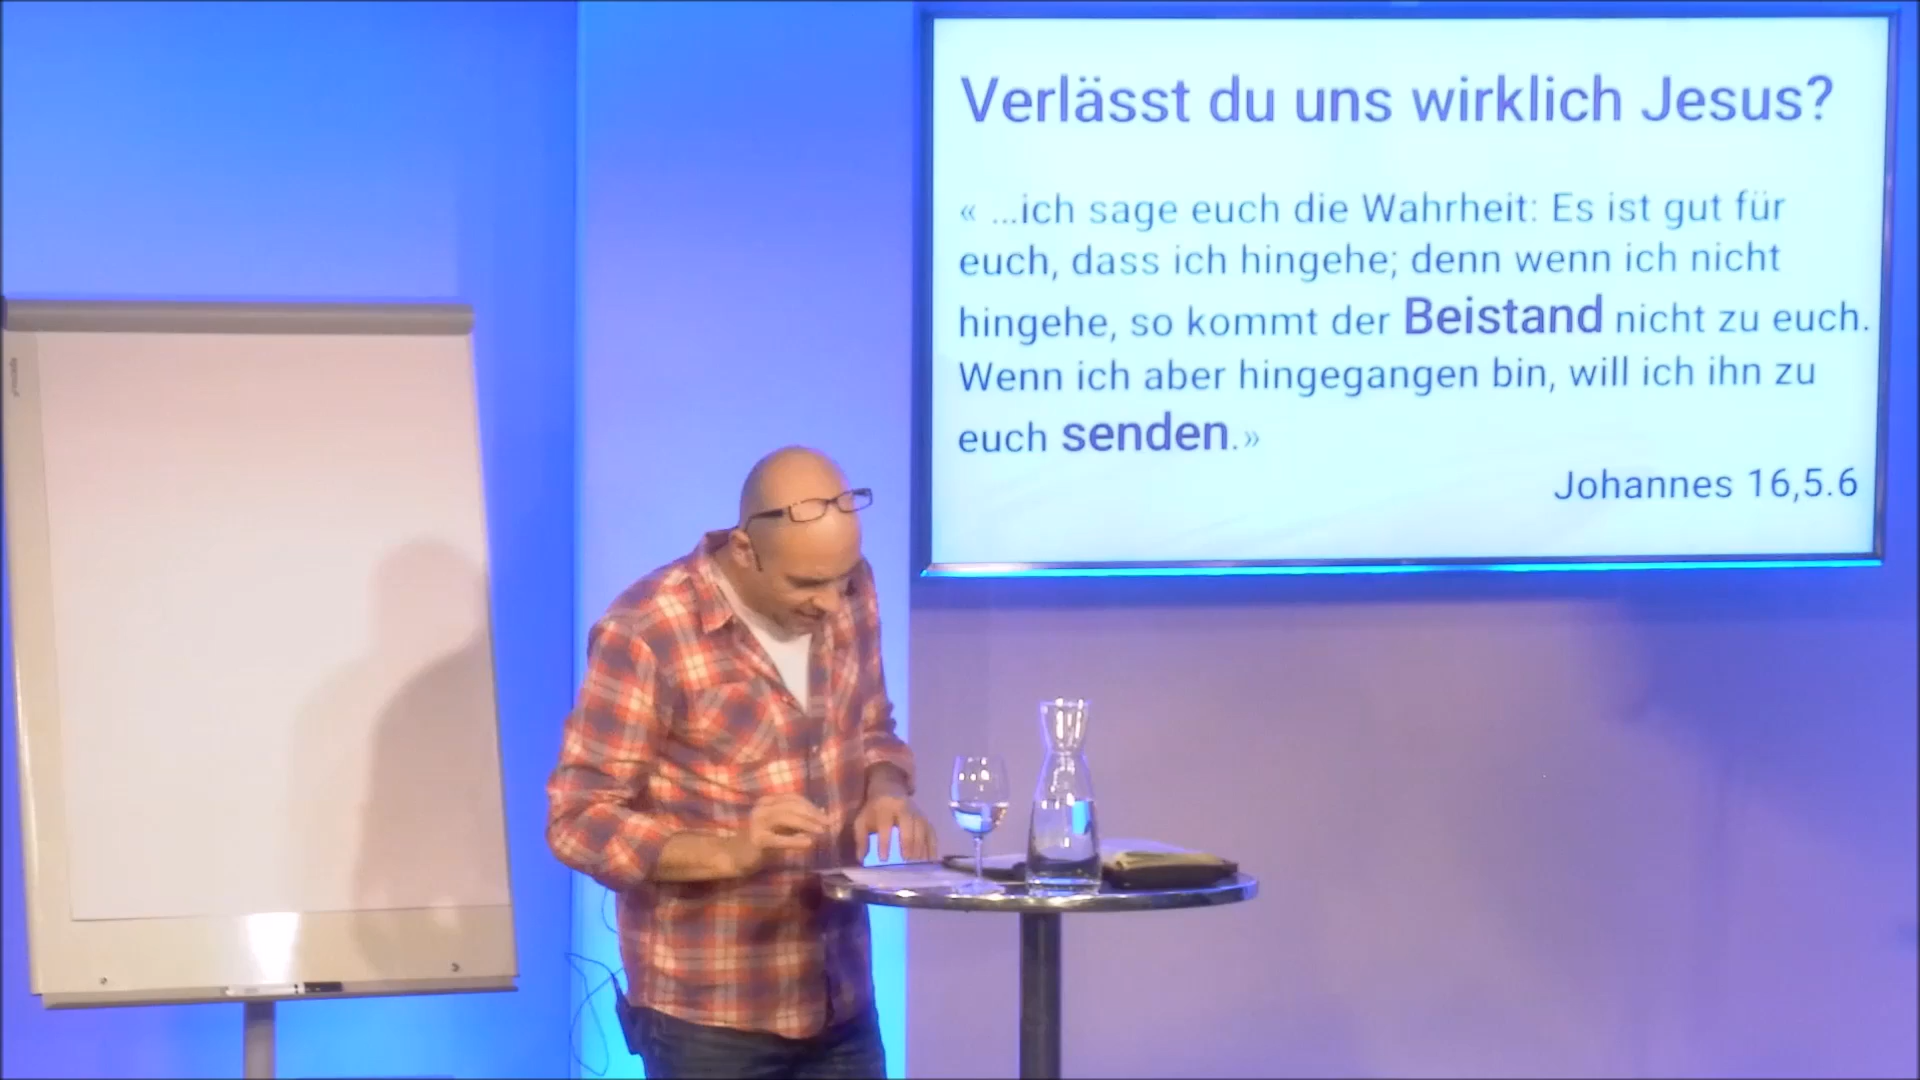 Verlässt du uns wirklich Jesus?
« ...ich sage euch die Wahrheit: Es ist gut für
euch, dass ich hingehe; denn wenn ich nicht
hingehe, so kommt der Beistand nicht zu euch.
Wenn ich aber hingegangen bin, will ich ihn zu
euch senden.»
Johannes 16,5.6